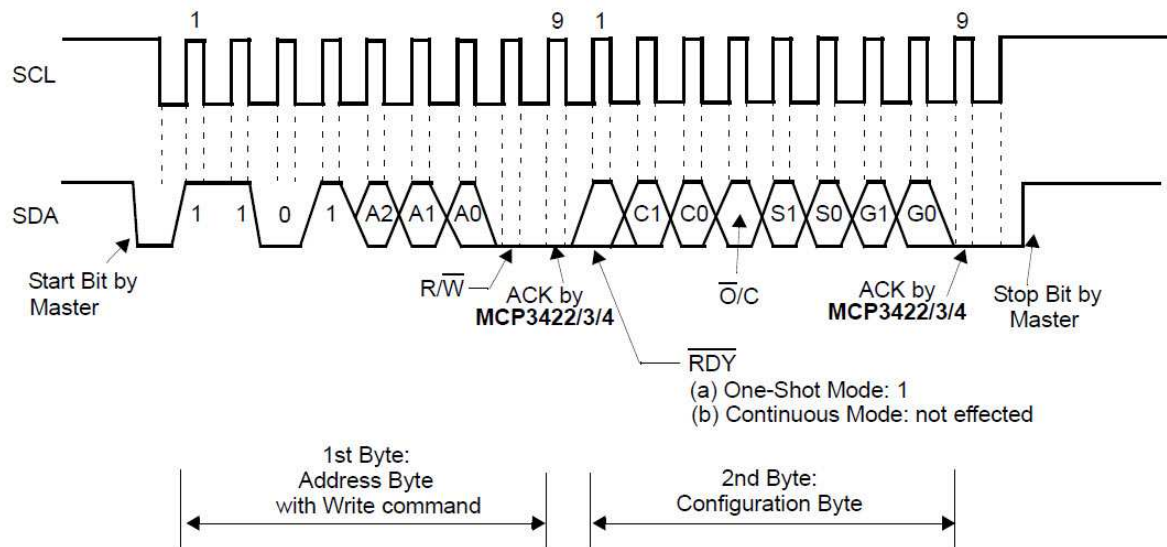 1 9 1 9
SCL
SDA
1 1 0 1 A2 A1 A0 C1 C0 S1 S0 G1 G0
Start Bit by
Master
R/W̅
ACK by
MCP3422/3/4
O̅/C
ACK by
MCP3422/3/4
Stop Bit by
Master
R̅D̅Y̅
(a) One-Shot Mode: 1
(b) Continuous Mode: not effected
1st Byte:
Address Byte
with Write command
2nd Byte:
Configuration Byte